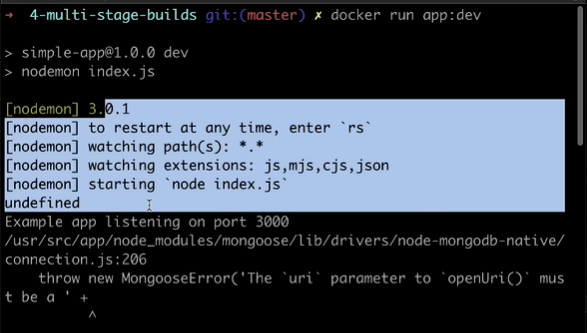 → 4-multi-stage-builds git:(master) ✗ docker run app:dev
> simple-app@1.0.0 dev
> nodemon index.js
[nodemon] 3.0.1
[nodemon] to restart at any time, enter `rs`
[nodemon] watching path(s): *.*
[nodemon] watching extensions: js,mjs,cjs,json
[nodemon] starting `node index.js`
undefined
Example app listening on port 3000
/usr/src/app/node_modules/mongoose/lib/drivers/node-mongodb-native/
connection.js:206
throw new MongooseError('The `uri` parameter to `openUri()` mus
t be a ' +
^